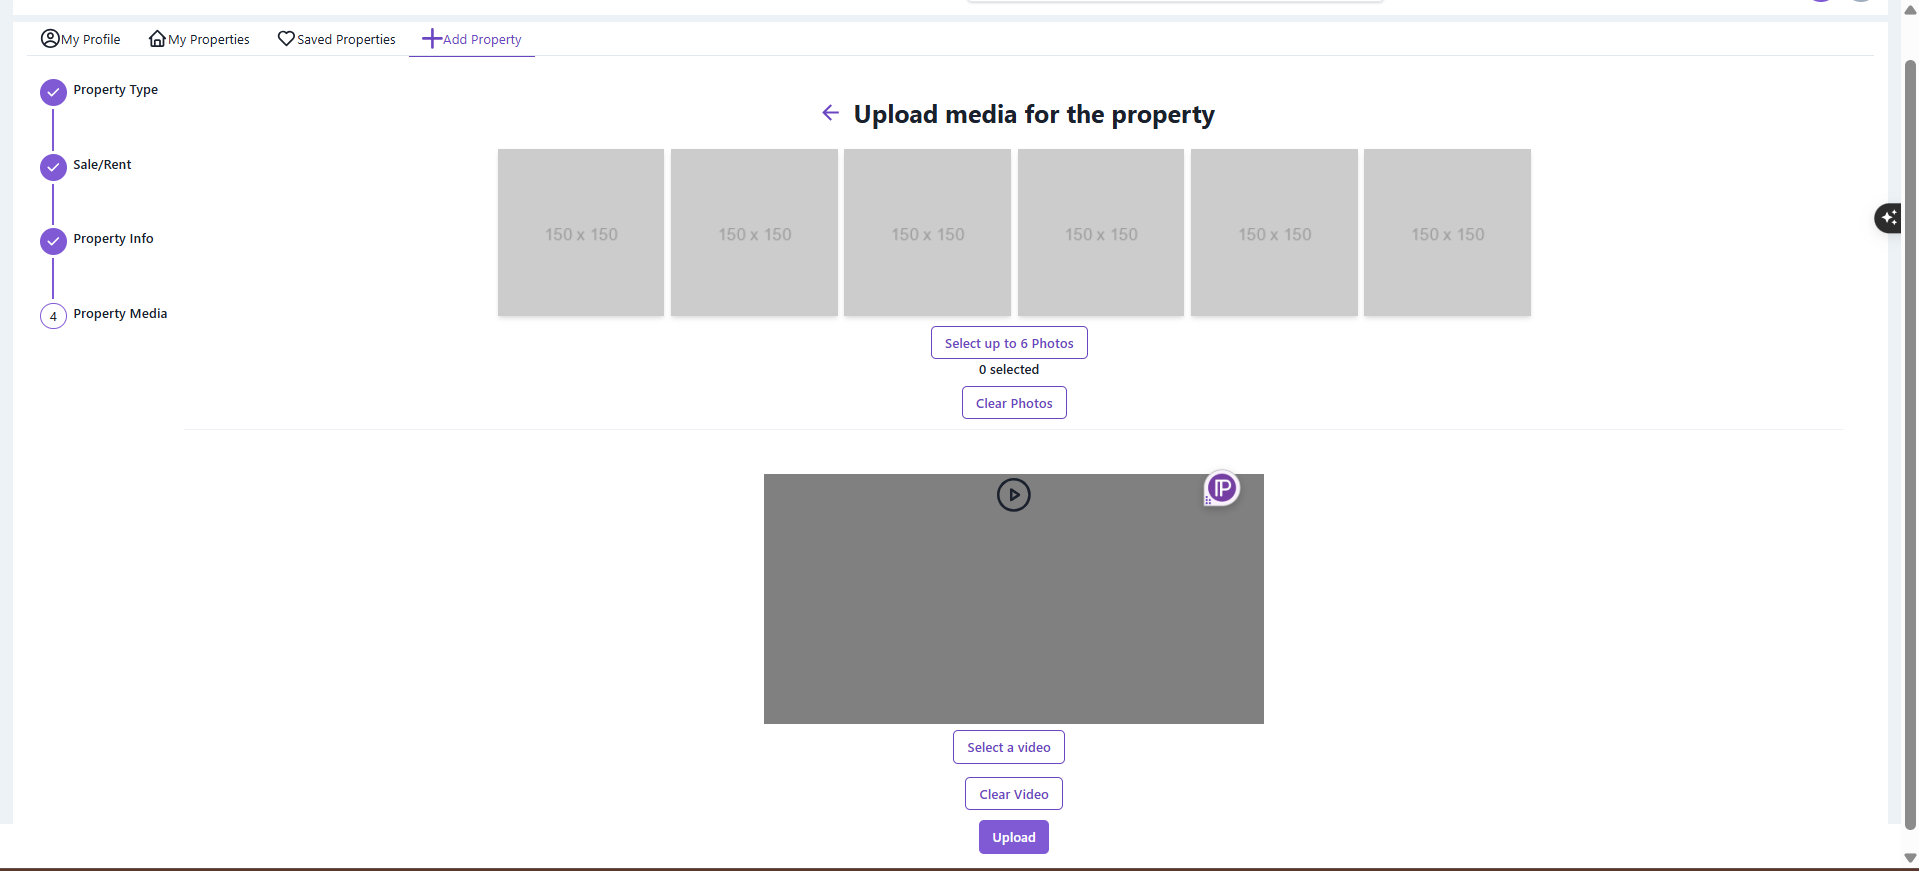 My Profile My Properties Saved Properties Add Property
Property Type
Upload media for the property
Sale/Rent
150 x 150 150 x 150 150 x 150 150 x 150 150 x 150 150 x 150
Property Info
4 Property Media
Select up to 6 Photos
0 selected
Clear Photos
Select a video
Clear Video
Upload